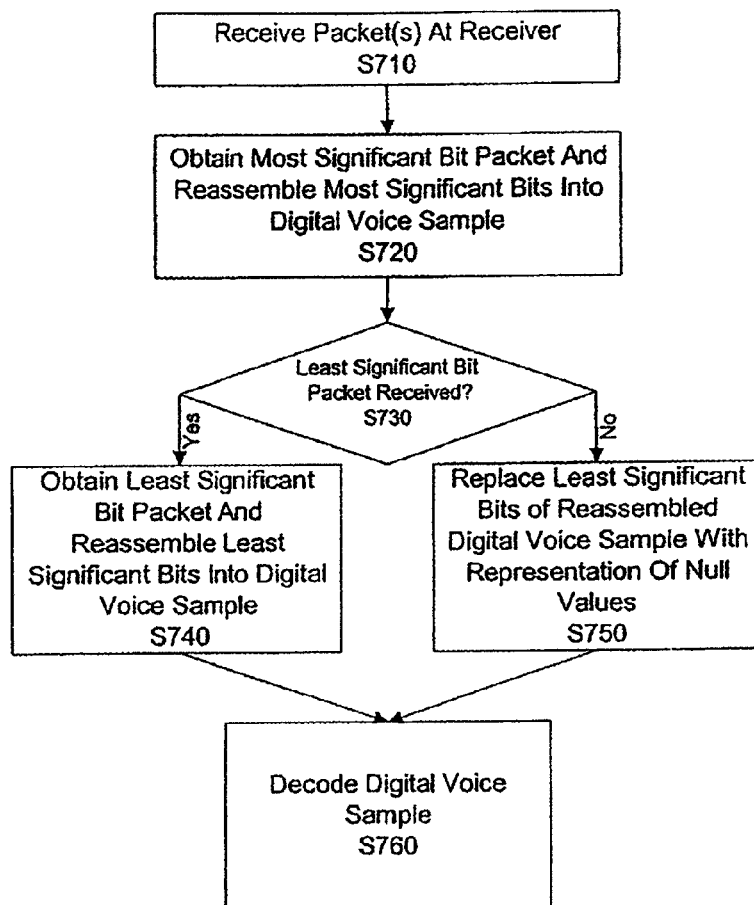 Receive Packet(s) At Receiver
S710
Obtain Most Significant Bit Packet And
Reassemble Most Significant Bits Into
Digital Voice Sample
S720
Least Significant Bit
Packet Received?
S730
Yes
No
Obtain Least Significant
Bit Packet And
Reassemble Least
Significant Bits Into Digital
Voice Sample
S740
Replace Least Significant
Bits of Reassembled
Digital Voice Sample With
Representation Of Null
Values
S750
Decode Digital Voice
Sample
S760